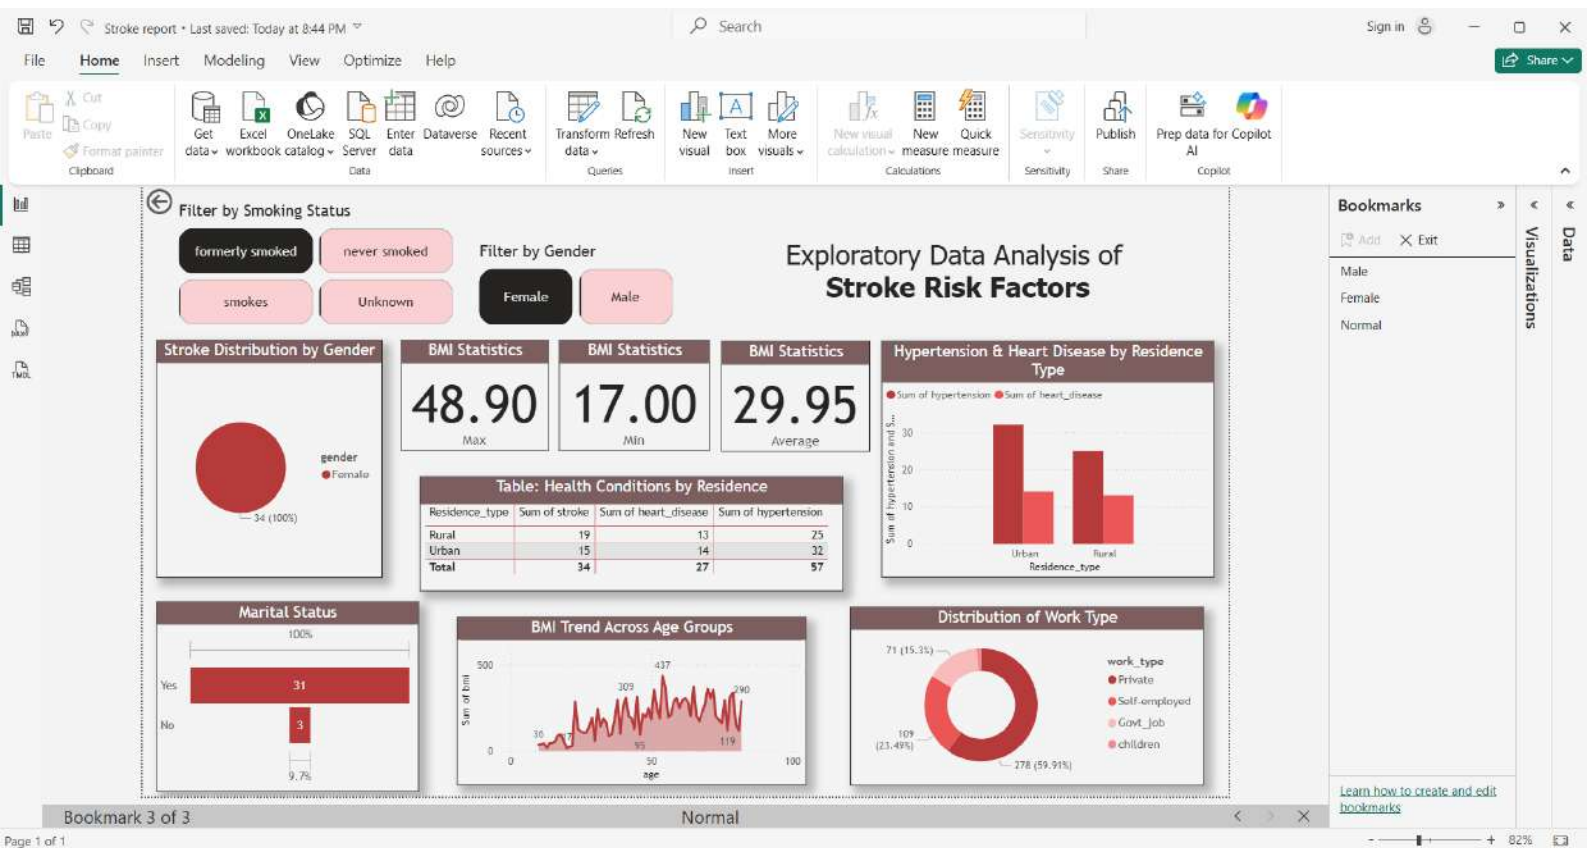 Stroke report • Last saved: Today at 8:44 PM
Search
Sign in
File Home Insert Modeling View Optimize Help
Share
Paste
Cut
Copy
Format painter
Clipboard
Get data
Excel workbook
OneLake catalog
SQL Server
Enter data
Dataverse
Recent sources
Data
Transform data
Refresh
Queries
New visual
Text box
More visuals
Insert
New visual calculation
New measure
Quick measure
Calculations
Sensitivity
Sensitivity
Publish
Share
Prep data for AI
Copilot
Copilot
Filter by Smoking Status
formerly smoked
never smoked
smokes
Unknown
Filter by Gender
Female
Male
Exploratory Data Analysis of
Stroke Risk Factors
Stroke Distribution by Gender
gender
Female
34 (100%)
BMI Statistics
48.90
Max
BMI Statistics
17.00
Min
BMI Statistics
29.95
Average
Hypertension & Heart Disease by Residence
Type
Sum of hypertension Sum of heart_disease
Sum of hypertension and S...
30
20
10
0
Urban Rural
Residence_type
Table: Health Conditions by Residence
Residence_type Sum of stroke Sum of heart_disease Sum of hypertension
Rural 19 13 25
Urban 15 14 32
Total 34 27 57
Marital Status
100%
Yes 31
No 3
9.7%
BMI Trend Across Age Groups
Sum of bmi
500
437
309
290
36
95
119
0
0 50 100
age
Distribution of Work Type
71 (15.3%)
109
(23.49%)
278 (59.91%)
work_type
Private
Self-employed
Govt_job
children
Bookmarks
Add Exit
Male
Female
Normal
Learn how to create and edit
bookmarks
Visualizations
Data
Bookmark 3 of 3
Normal
Page 1 of 1
82%